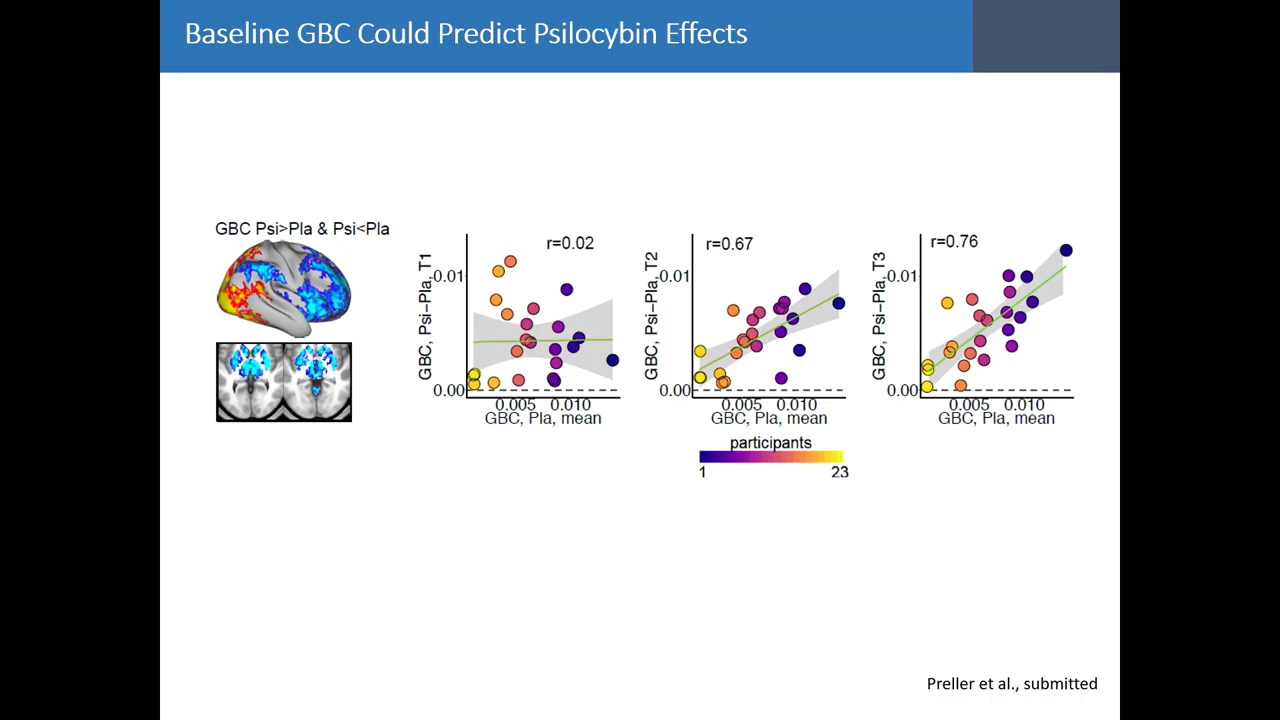 Baseline GBC Could Predict Psilocybin Effects
GBC Psi>Pla & Psi<Pla
GBC, Psi−Pla, T1
-0.01
0.00
r=0.02
0.005 0.010
GBC, Pla, mean
GBC, Psi−Pla, T2
-0.01
0.00
r=0.67
0.005 0.010
GBC, Pla, mean
GBC, Psi−Pla, T3
-0.01
0.00
r=0.76
0.005 0.010
GBC, Pla, mean
participants
1 23
Preller et al., submitted